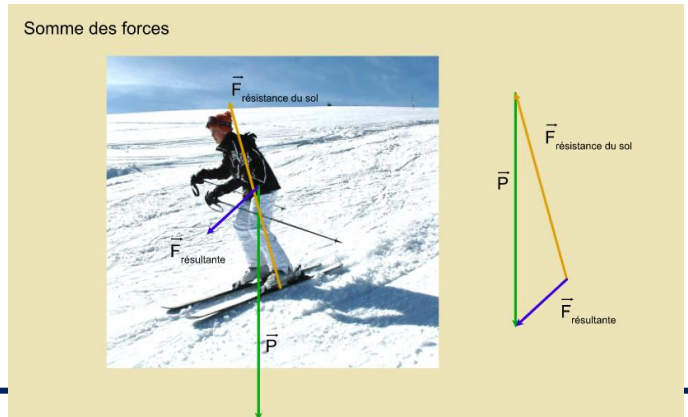 Somme des forces
F résistance du sol
F résistance du sol
P
F résultante
F résultante
P